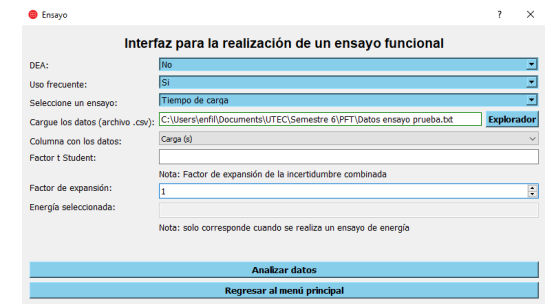 Ensayo
Interfaz para la realización de un ensayo funcional
DEA: No
Uso frecuente: Si
Seleccione un ensayo: Tiempo de carga
Cargue los datos (archivo .csv): C:\Users\enfil\Documents\UTEC\Semestre 6\PFT\Datos ensayo prueba.txt Explorador
Columna con los datos: Carga (s)
Factor t Student:
Nota: Factor de expansión de la incertidumbre combinada
Factor de expansión: 1
Energía seleccionada:
Nota: solo corresponde cuando se realiza un ensayo de energía
Analizar datos
Regresar al menú principal